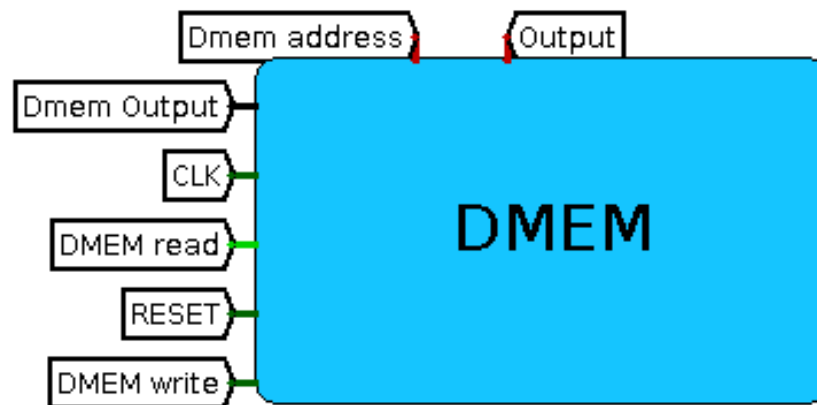 Dmem address
Output
Dmem Output
CLK
DMEM read
DMEM
RESET
DMEM write